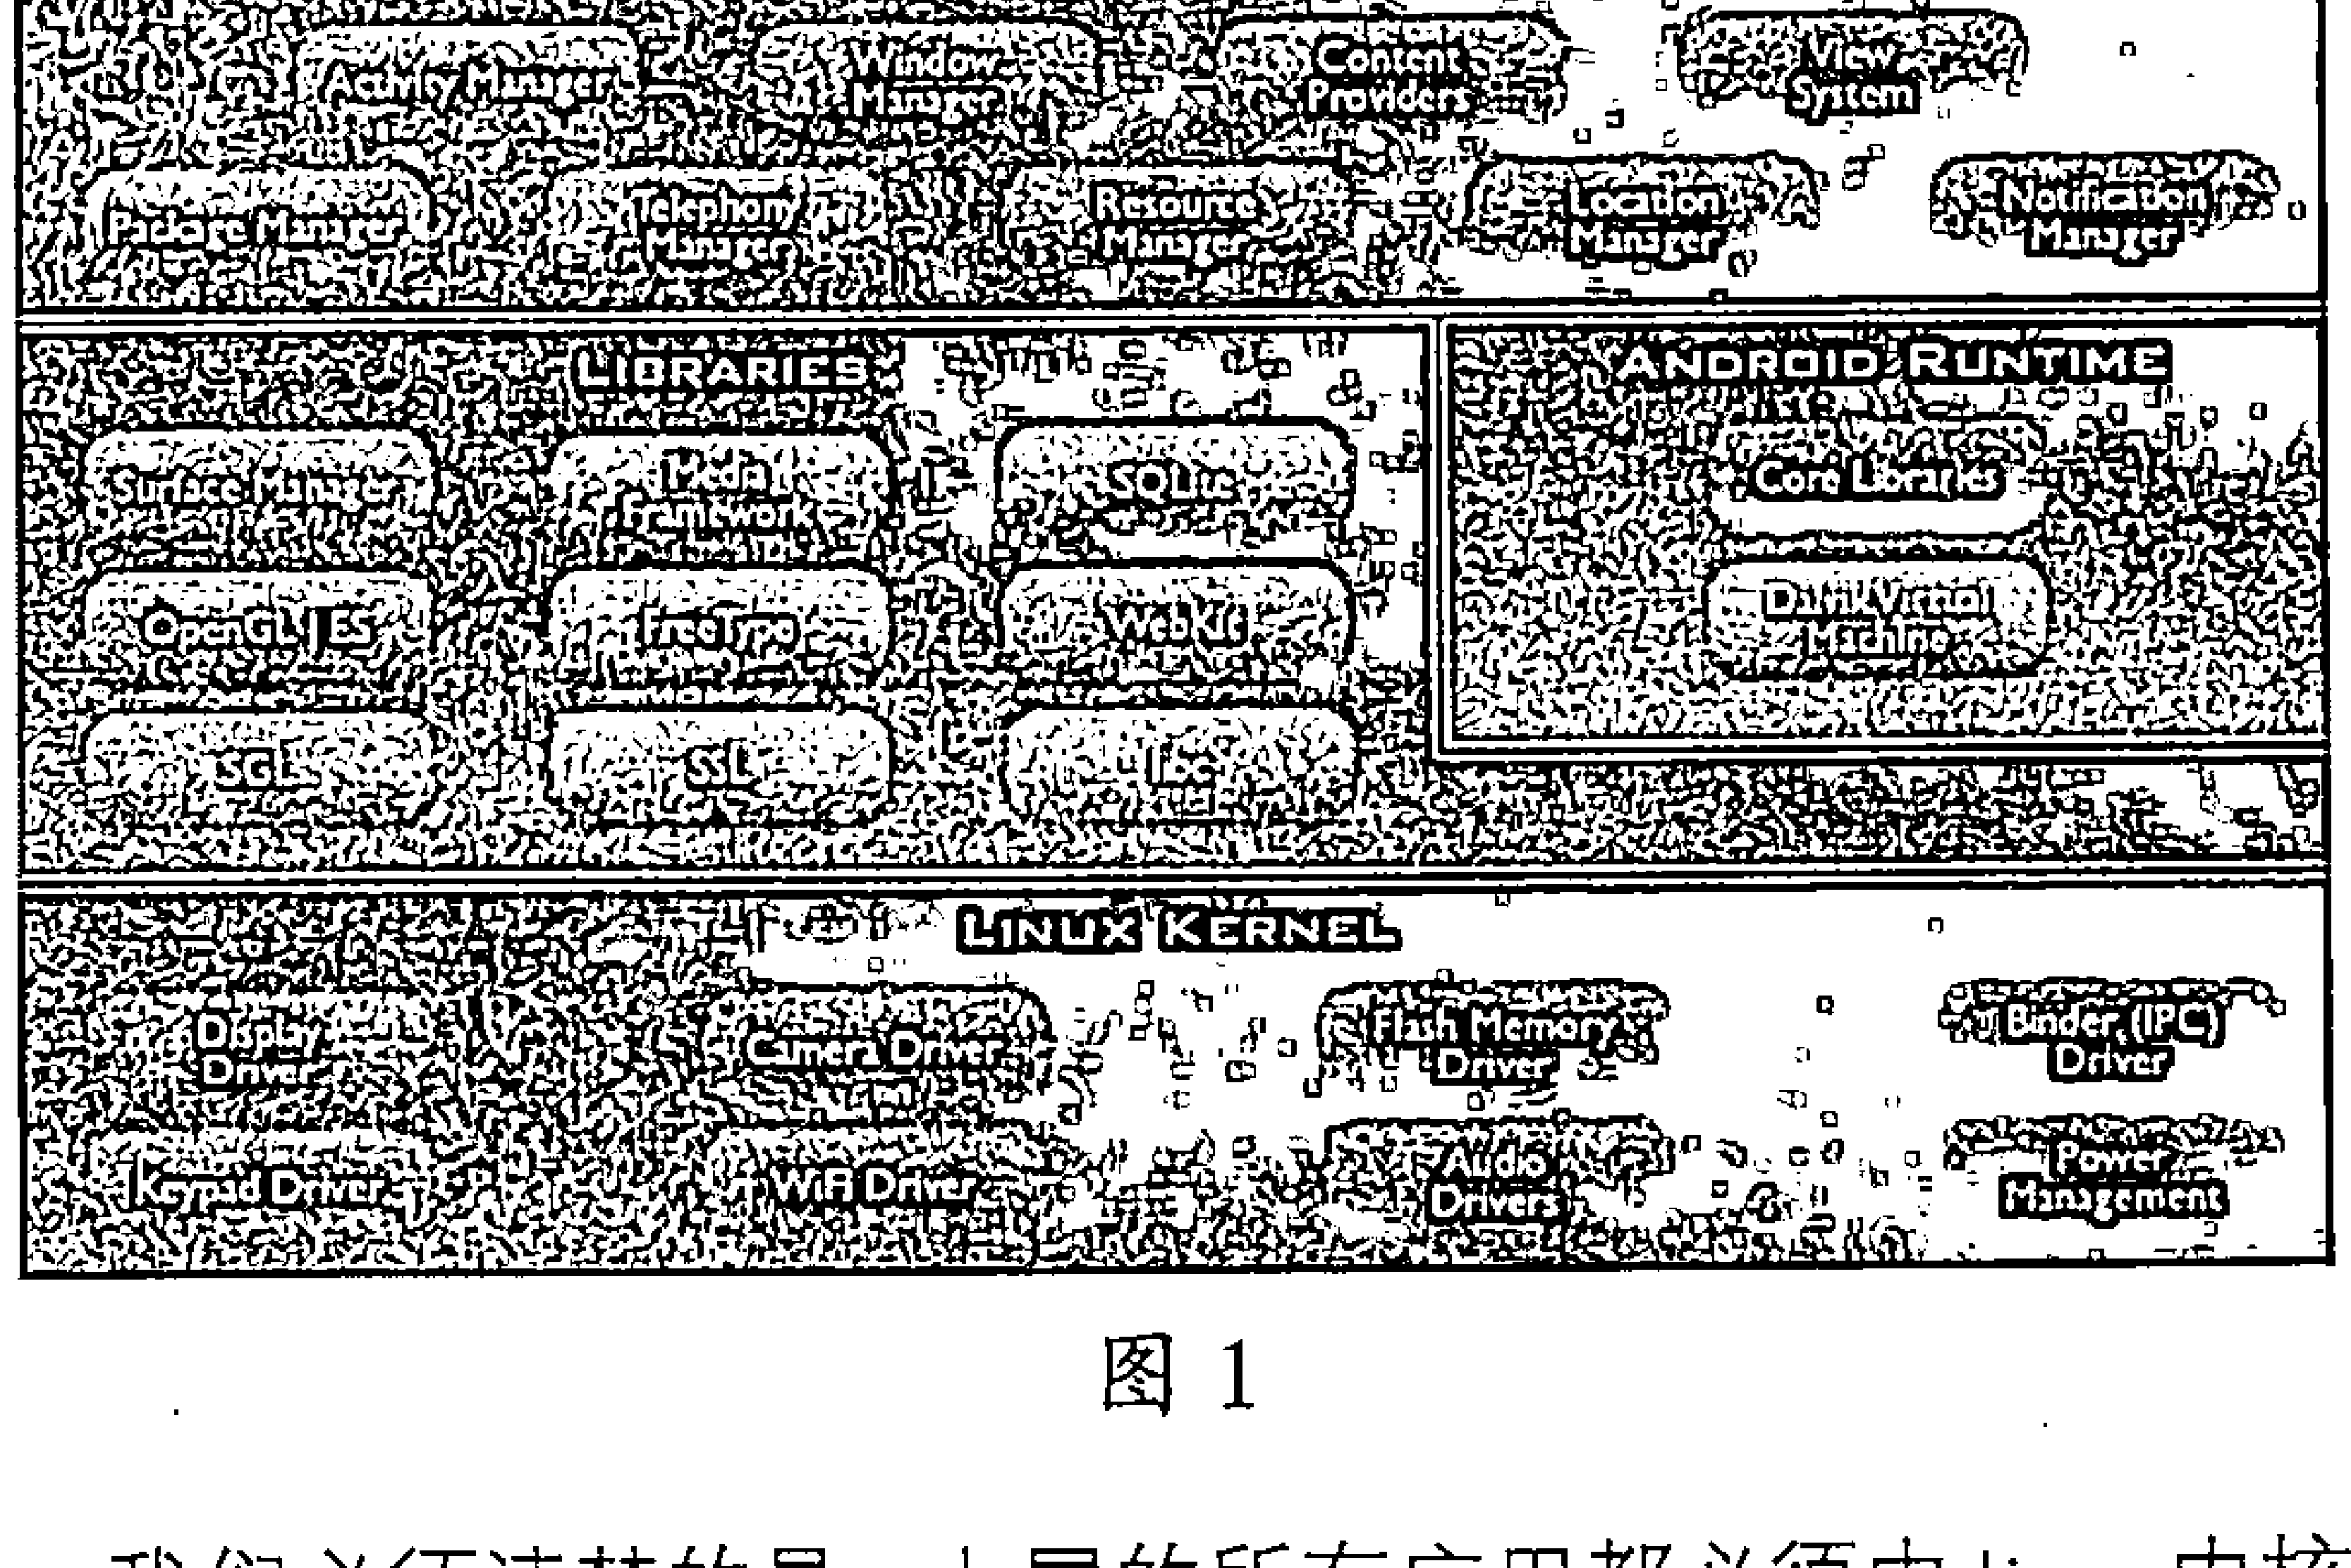 Activity Manager
Window
Manager
Content
Providers
View
System
Package Manager
Telephony
Manager
Resource
Manager
Location
Manager
Notification
Manager
LIBRARIES
ANDROID RUNTIME
Surface Manager
Media
Framework
SQLite
Core Libraries
OpenGL | ES
FreeType
WebKit
Dalvik Virtual
Machine
SGL
SSL
libc
LINUX KERNEL
Display
Driver
Camera Driver
Flash Memory
Driver
Binder (IPC)
Driver
Keypad Driver
WiFi Driver
Audio
Drivers
Power
Management
图 1